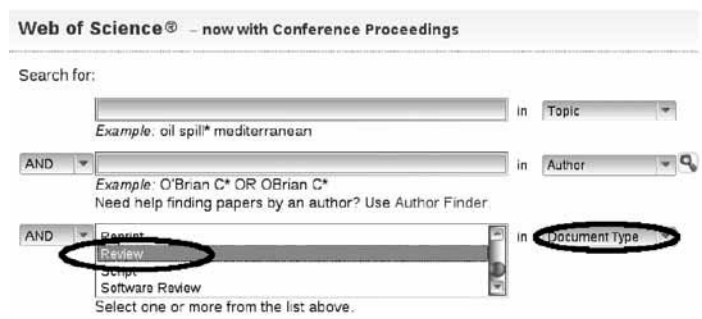 Web of Science® – now with Conference Proceedings
Search for:
in Topic
Example: oil spill* mediterranean
AND in Author
Example: O'Brian C* OR OBrian C*
Need help finding papers by an author? Use Author Finder.
AND Reprint in Document Type
Review
Script
Software Review
Select one or more from the list above.